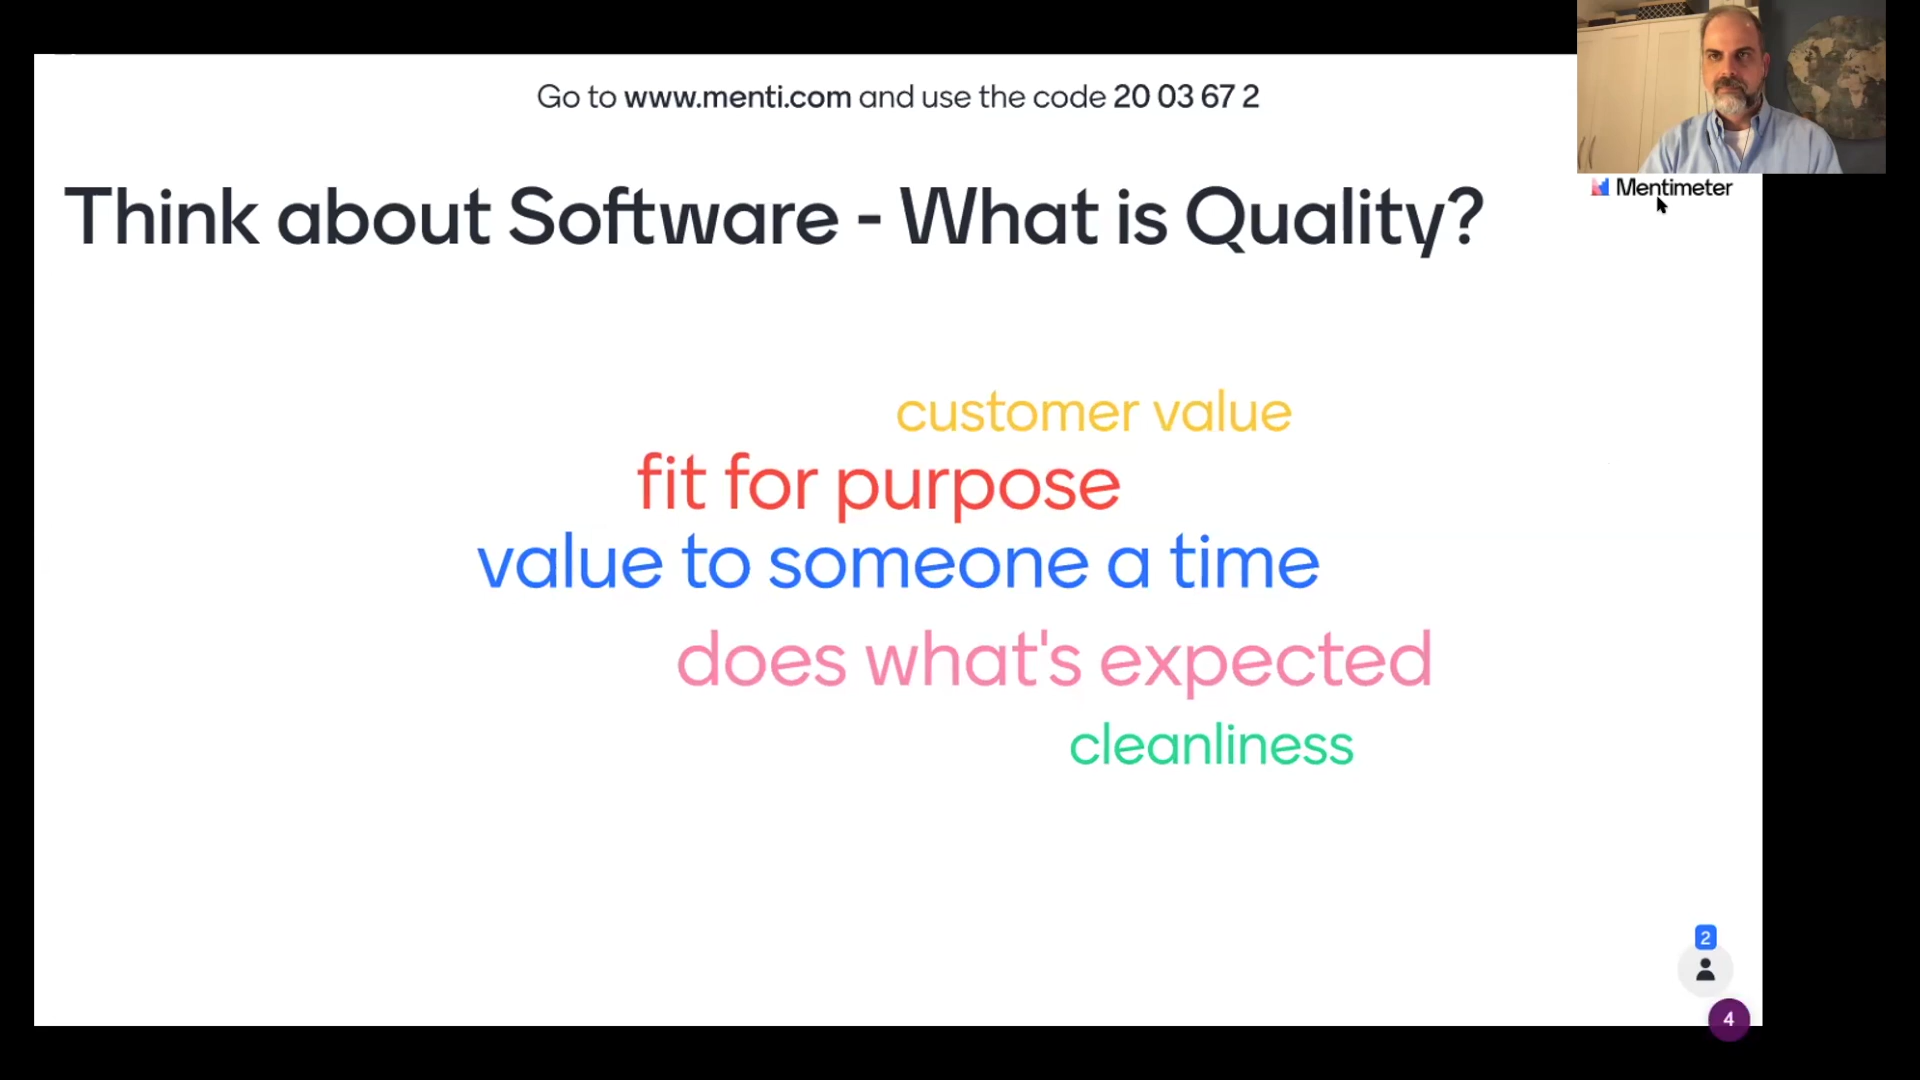 Go to www.menti.com and use the code 20 03 67 2
Mentimeter
Think about Software - What is Quality?
customer value
fit for purpose
value to someone a time
does what's expected
cleanliness
2
4